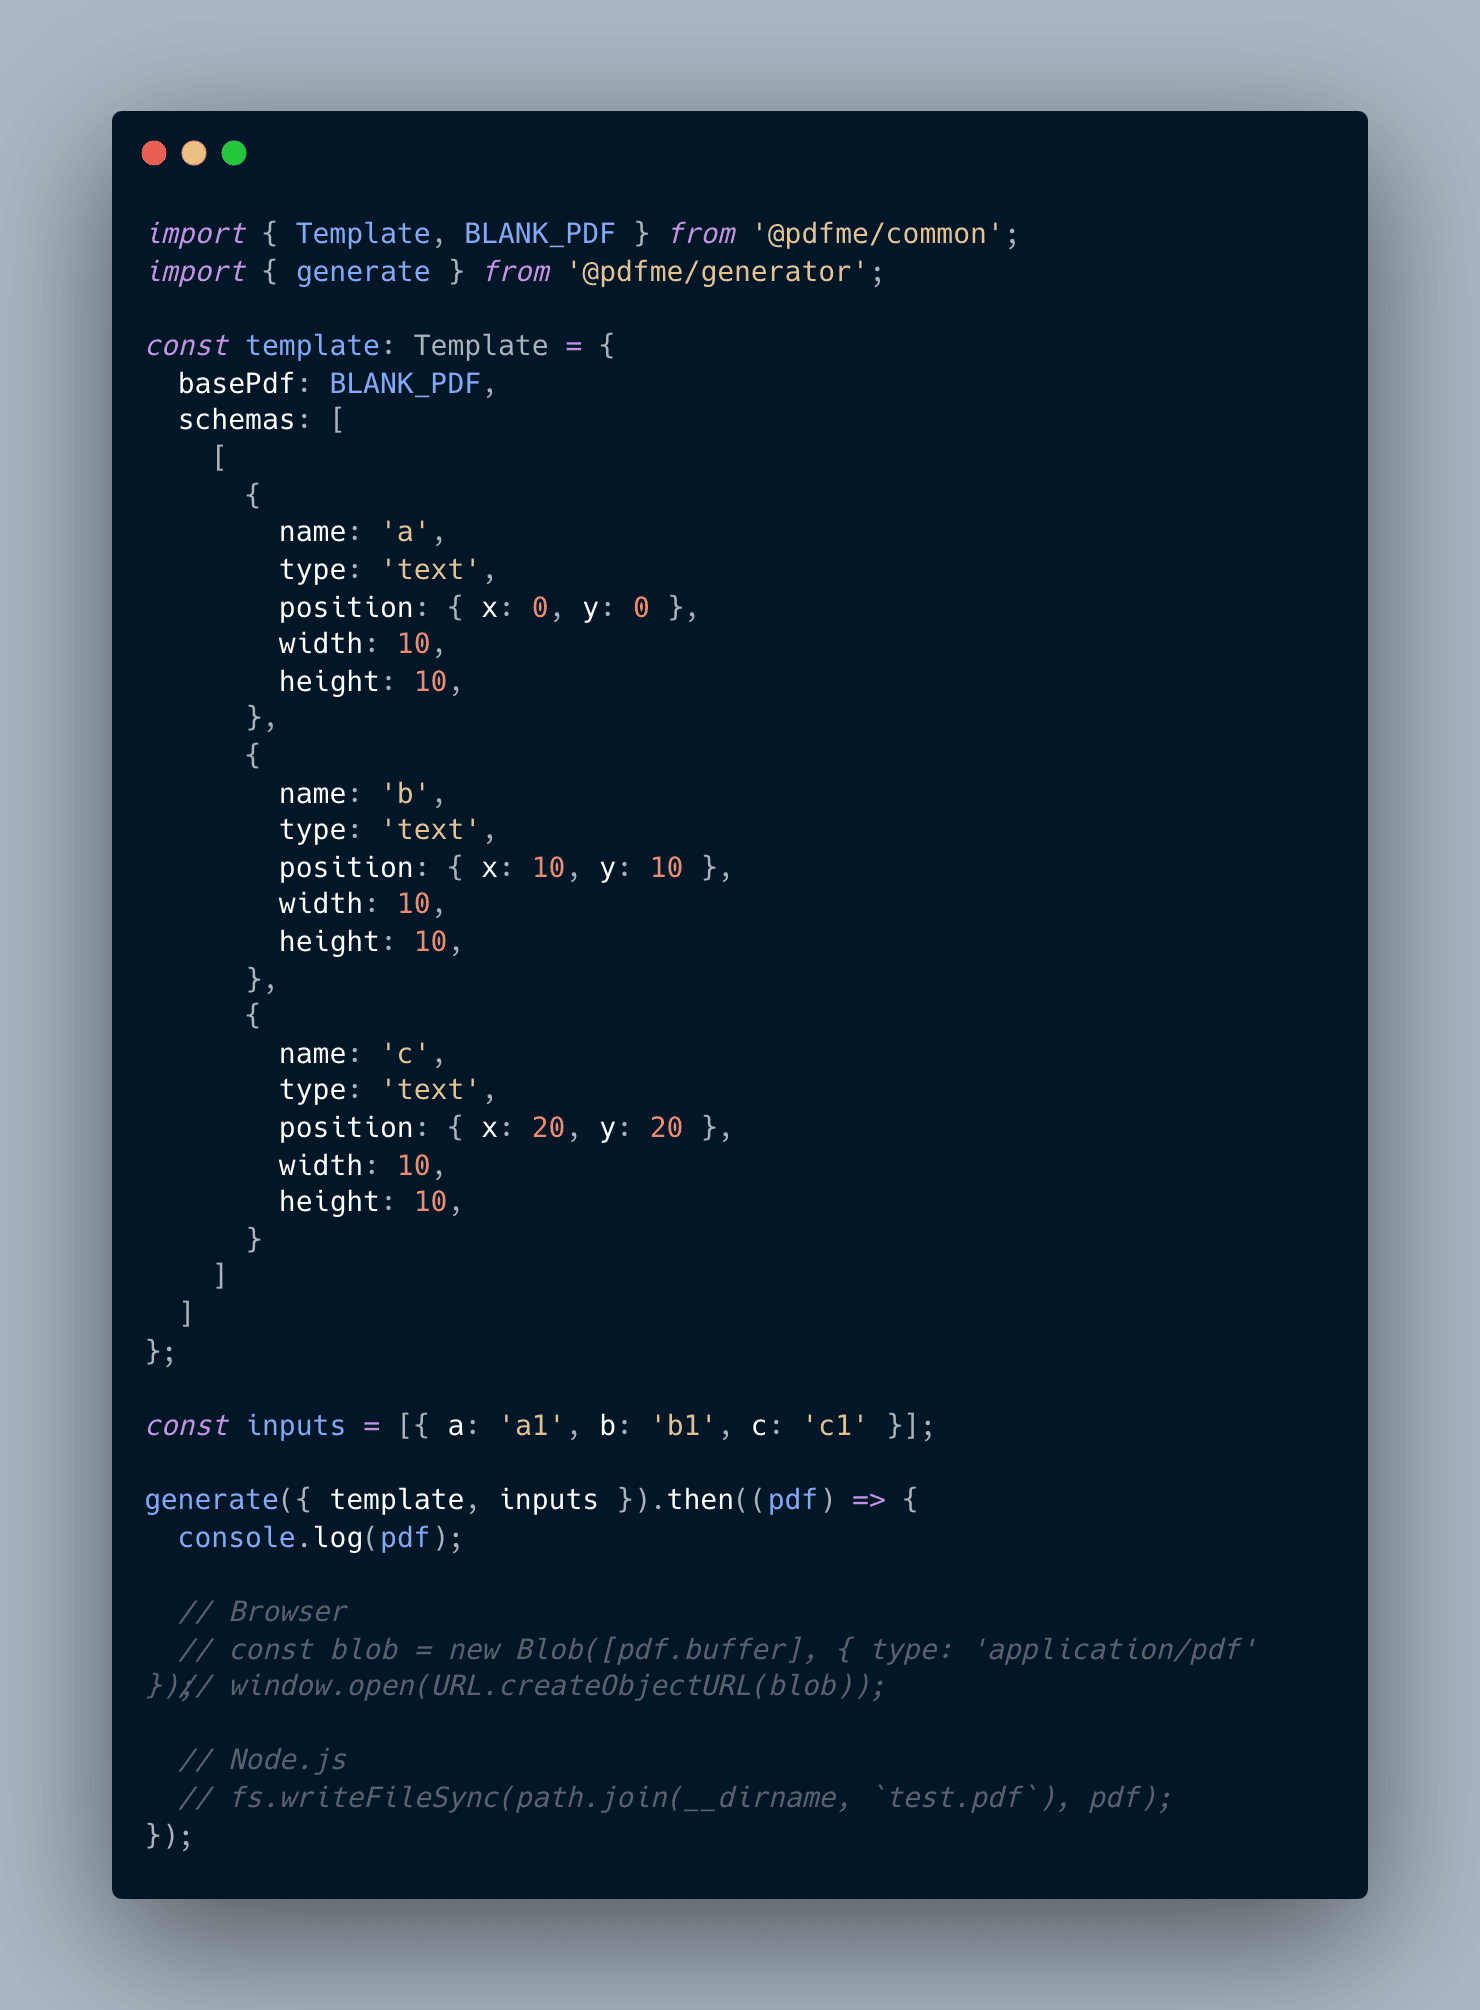 import { Template, BLANK_PDF } from '@pdfme/common';
import { generate } from '@pdfme/generator';

const template: Template = {
  basePdf: BLANK_PDF,
  schemas: [
    [
      {
        name: 'a',
        type: 'text',
        position: { x: 0, y: 0 },
        width: 10,
        height: 10,
      },
      {
        name: 'b',
        type: 'text',
        position: { x: 10, y: 10 },
        width: 10,
        height: 10,
      },
      {
        name: 'c',
        type: 'text',
        position: { x: 20, y: 20 },
        width: 10,
        height: 10,
      }
    ]
  ]
};

const inputs = [{ a: 'a1', b: 'b1', c: 'c1' }];

generate({ template, inputs }).then((pdf) => {
  console.log(pdf);

  // Browser
  // const blob = new Blob([pdf.buffer], { type: 'application/pdf'
});
  // window.open(URL.createObjectURL(blob));

  // Node.js
  // fs.writeFileSync(path.join(__dirname, `test.pdf`), pdf);
});